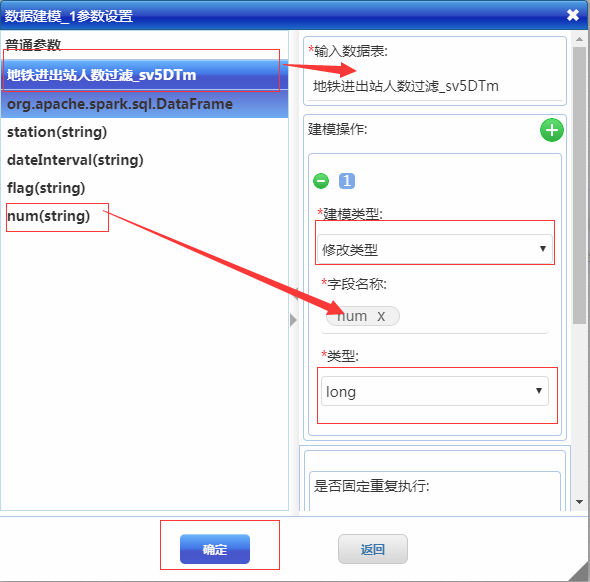 数据建模_1参数设置
普通参数
地铁进出站人数过滤_sv5DTm
org.apache.spark.sql.DataFrame
station(string)
dateInterval(string)
flag(string)
num(string)
*输入数据表:
地铁进出站人数过滤_sv5DTm
建模操作:
1
*建模类型:
修改类型
*字段名称:
num X
*类型:
long
是否固定重复执行:
确定
返回